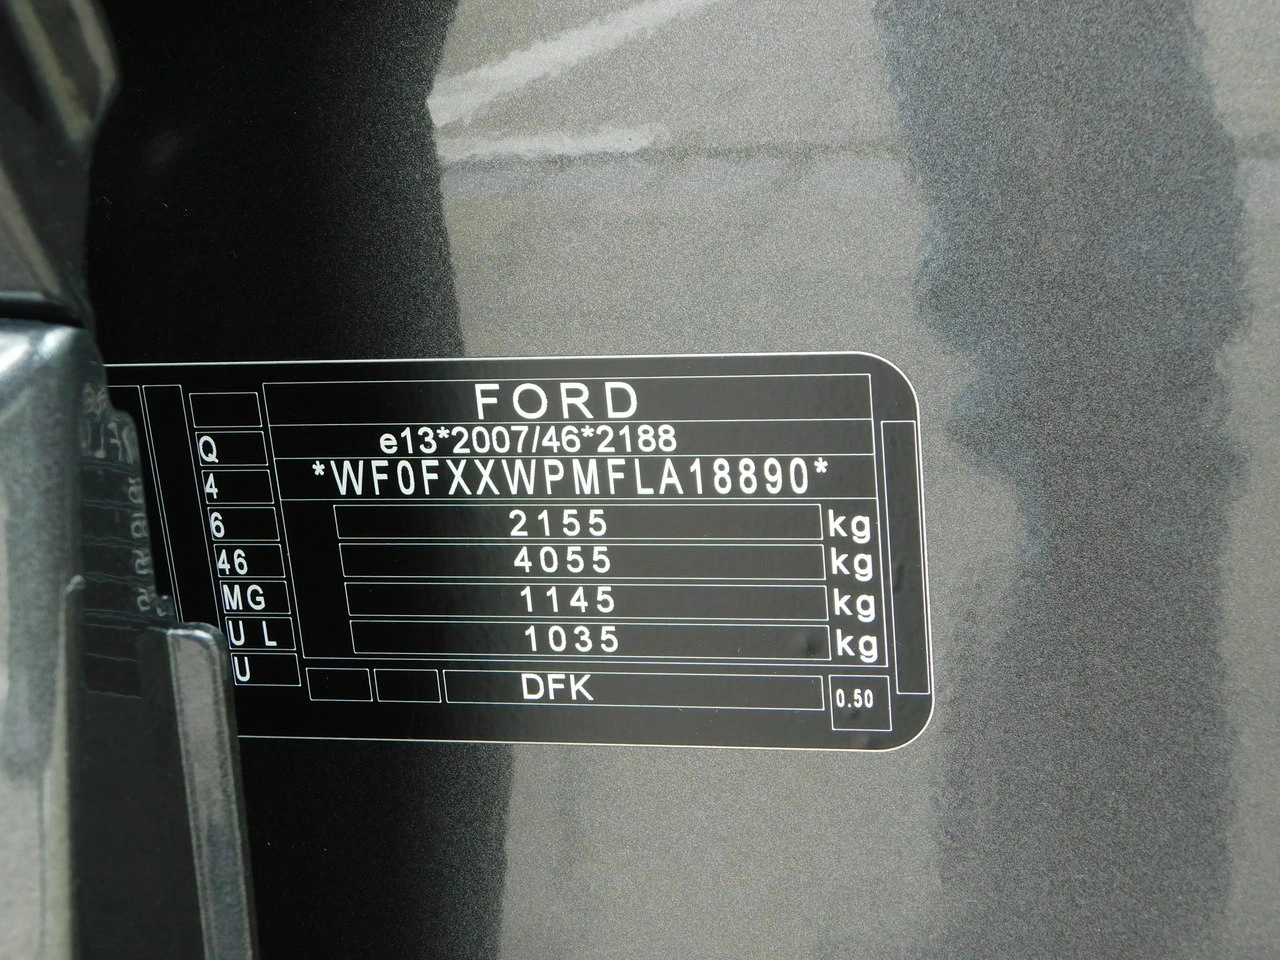 FORD
e13*2007/46*2188
*WF0FXXWPMFLA18890*
Q
4
6
46
MG
U L
U
2155 kg
4055 kg
1145 kg
1035 kg
DFK
0.50